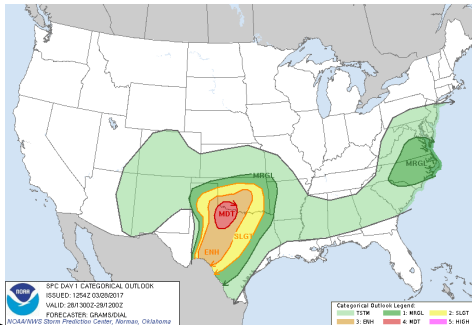 MRGL
MRGL
MDT
SLGT
ENH
NOAA
SPC DAY 1 CATEGORICAL OUTLOOK
ISSUED: 1254Z 03/28/2017
VALID: 28/1300Z-29/1200Z
FORECASTER: GRAMS/DIAL
NOAA/NWS Storm Prediction Center, Norman, Oklahoma
Categorical Outlook Legend:
TSTM 1: MRGL 2: SLGT
3: ENH 4: MDT 5: HIGH